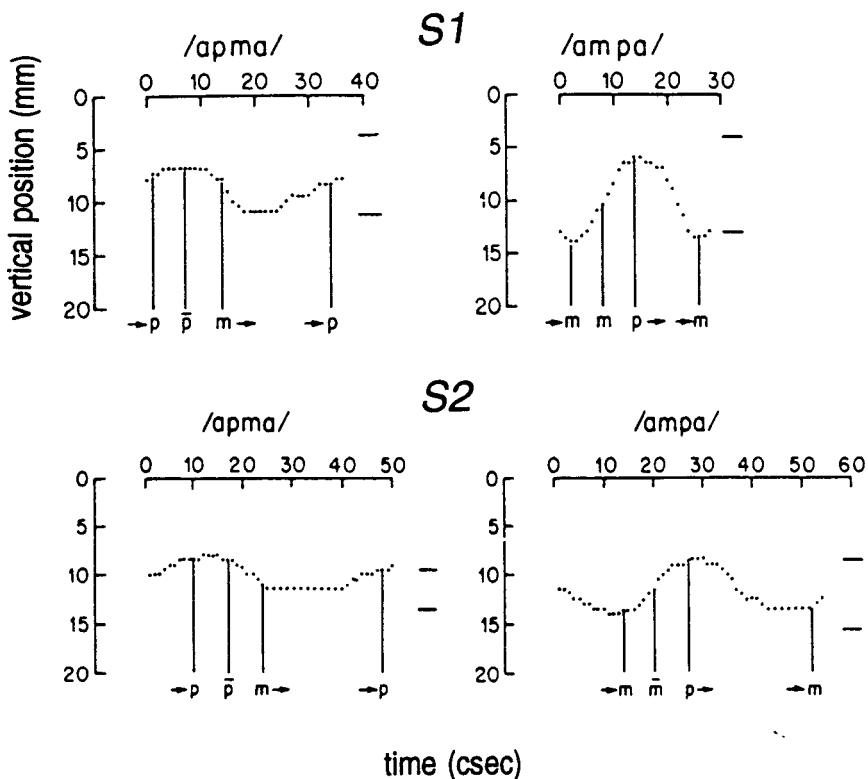 S1
/apma/
/ampa/
0 10 20 30 40
0 10 20 30
vertical position (mm)
0
5
10
15
20
0
5
10
15
20
→p p̄ m→ →p
→m m p→ →m
S2
/apma/
/ampa/
0 10 20 30 40 50
0 10 20 30 40 50 60
0
5
10
15
20
0
5
10
15
20
→p p̄ m→ →p
→m m̄ p→ →m
time (csec)